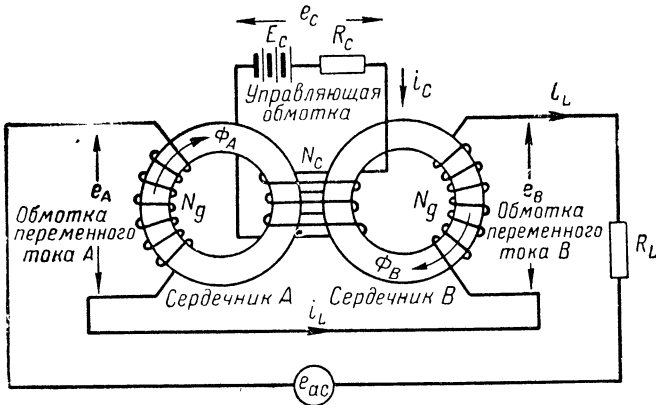 e_c
E_c R_c
Управляющая
обмотка
i_c
i_L
Φ_A
N_c
e_A
N_g
N_g
e_B
Обмотка
переменного
тока А
Обмотка
переменного
тока В
R_L
Φ_B
Сердечник А
Сердечник В
i_L
e_ac